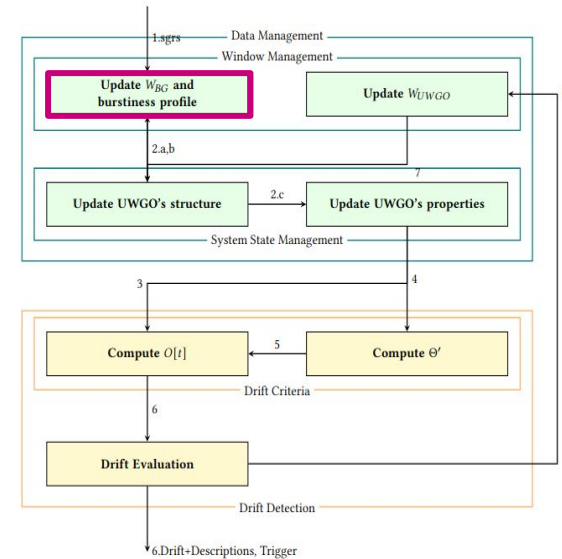 1.sgrs
Data Management
Window Management
Update W_BG and
burstiness profile
Update W_UWGO
2.a,b
7
Update UWGO's structure
2.c
Update UWGO's properties
System State Management
3
4
Compute O[t]
5
Compute Θ′
Drift Criteria
6
Drift Evaluation
Drift Detection
6.Drift+Descriptions, Trigger